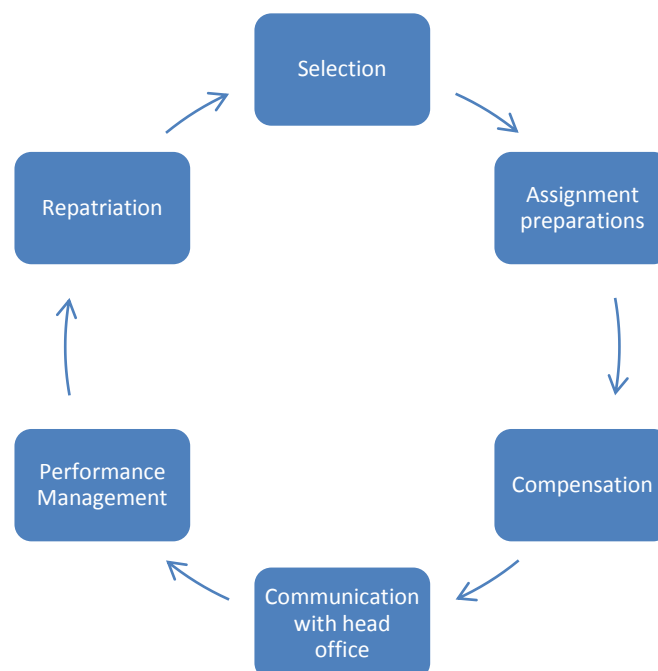 Selection
Assignment
preparations
Compensation
Communication
with head
office
Performance
Management
Repatriation